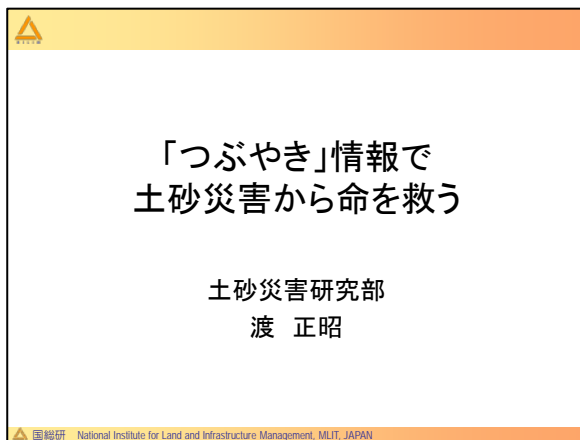 「つぶやき」情報で
土砂災害から命を救う
土砂災害研究部
渡 正昭
国総研 National Institute for Land and Infrastructure Management, MLIT, JAPAN